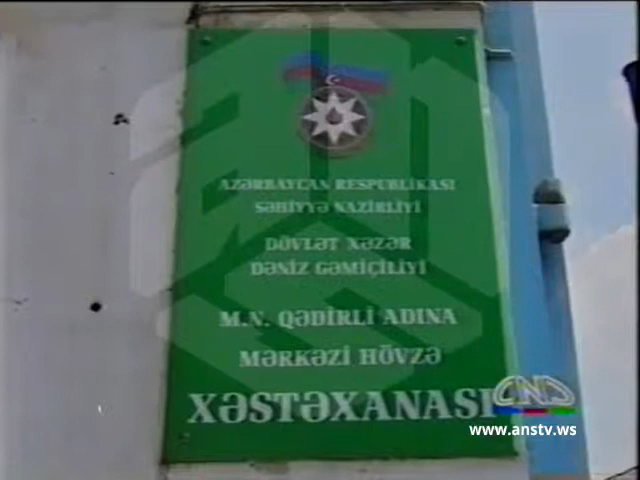 AZƏRBAYCAN RESPUBLİKASI
SƏHİYYƏ NAZİRLİYİ
DÖVLƏT XƏZƏR
DƏNİZ GƏMİÇİLİYİ
M.N. QƏDİRLİ ADINA
MƏRKƏZİ HÖVZƏ
XƏSTƏXANASI
ANS
www.anstv.ws